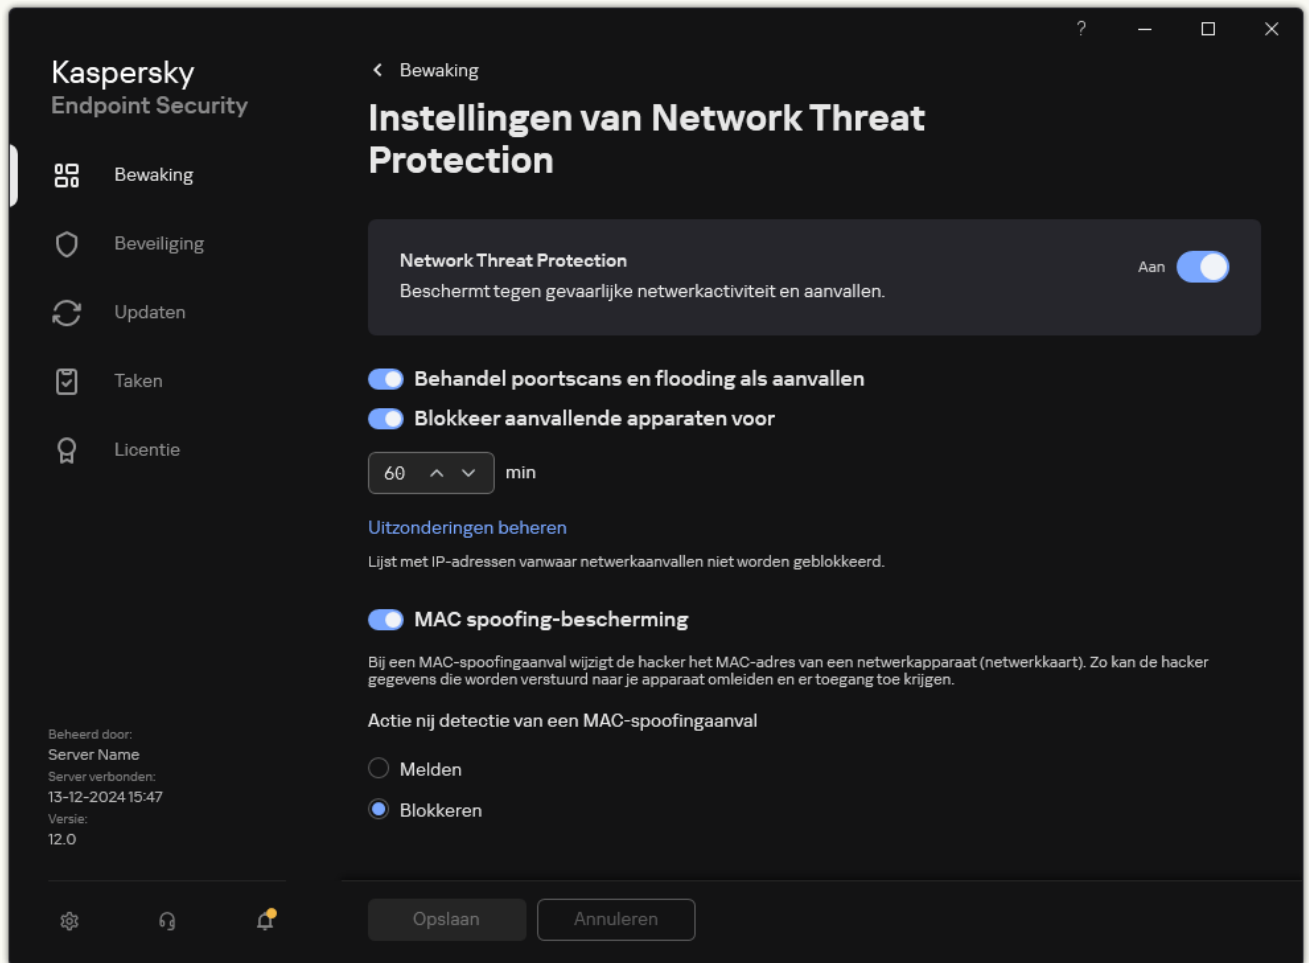 ?
Kaspersky
Endpoint Security
Bewaking
Beveiliging
Updaten
Taken
Licentie
Beheerd door:
Server Name
Server verbonden:
13-12-2024 15:47
Versie:
12.0
Bewaking
Instellingen van Network Threat
Protection
Network Threat Protection
Beschermt tegen gevaarlijke netwerkactiviteit en aanvallen.
Aan
Behandel poortscans en flooding als aanvallen
Blokkeer aanvallende apparaten voor
60 min
Uitzonderingen beheren
Lijst met IP-adressen vanwaar netwerkaanvallen niet worden geblokkeerd.
MAC spoofing-bescherming
Bij een MAC-spoofingaanval wijzigt de hacker het MAC-adres van een netwerkapparaat (netwerkkaart). Zo kan de hacker
gegevens die worden verstuurd naar je apparaat omleiden en er toegang toe krijgen.
Actie nij detectie van een MAC-spoofingaanval
Melden
Blokkeren
Opslaan
Annuleren